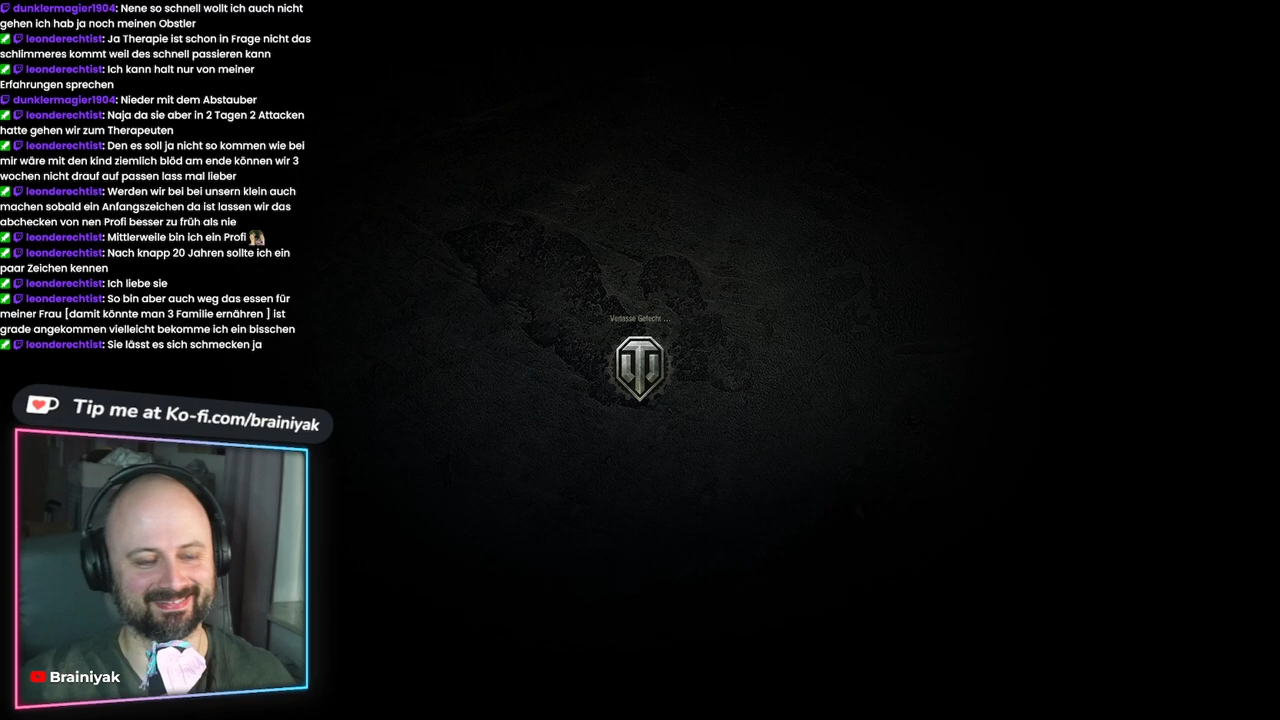 dunklermagier1904: Nene so schnell wollt ich auch nicht
gehen ich hab ja noch meinen Obstler
leonderechtist: Ja Therapie ist schon in Frage nicht das
schlimmeres kommt weil des schnell passieren kann
leonderechtist: Ich kann halt nur von meiner
Erfahrungen sprechen
dunklermagier1904: Nieder mit dem Abstauber
leonderechtist: Naja da sie aber in 2 Tagen 2 Attacken
hatte gehen wir zum Therapeuten
leonderechtist: Den es soll ja nicht so kommen wie bei
mir wäre mit den kind ziemlich blöd am ende können wir 3
wochen nicht drauf auf passen lass mal lieber
leonderechtist: Werden wir bei bei unsern klein auch
machen sobald ein Anfangszeichen da ist lassen wir das
abchecken von nen Profi besser zu früh als nie
leonderechtist: Mittlerweile bin ich ein Profi
leonderechtist: Nach knapp 20 Jahren sollte ich ein
paar Zeichen kennen
leonderechtist: Ich liebe sie
leonderechtist: So bin aber auch weg das essen für
meiner Frau [damit könnte man 3 Familie ernähren ] ist
grade angekommen vielleicht bekomme ich ein bisschen
leonderechtist: Sie lässt es sich schmecken ja
Verlasse Gefecht ...
Tip me at Ko-fi.com/brainiyak
Brainiyak